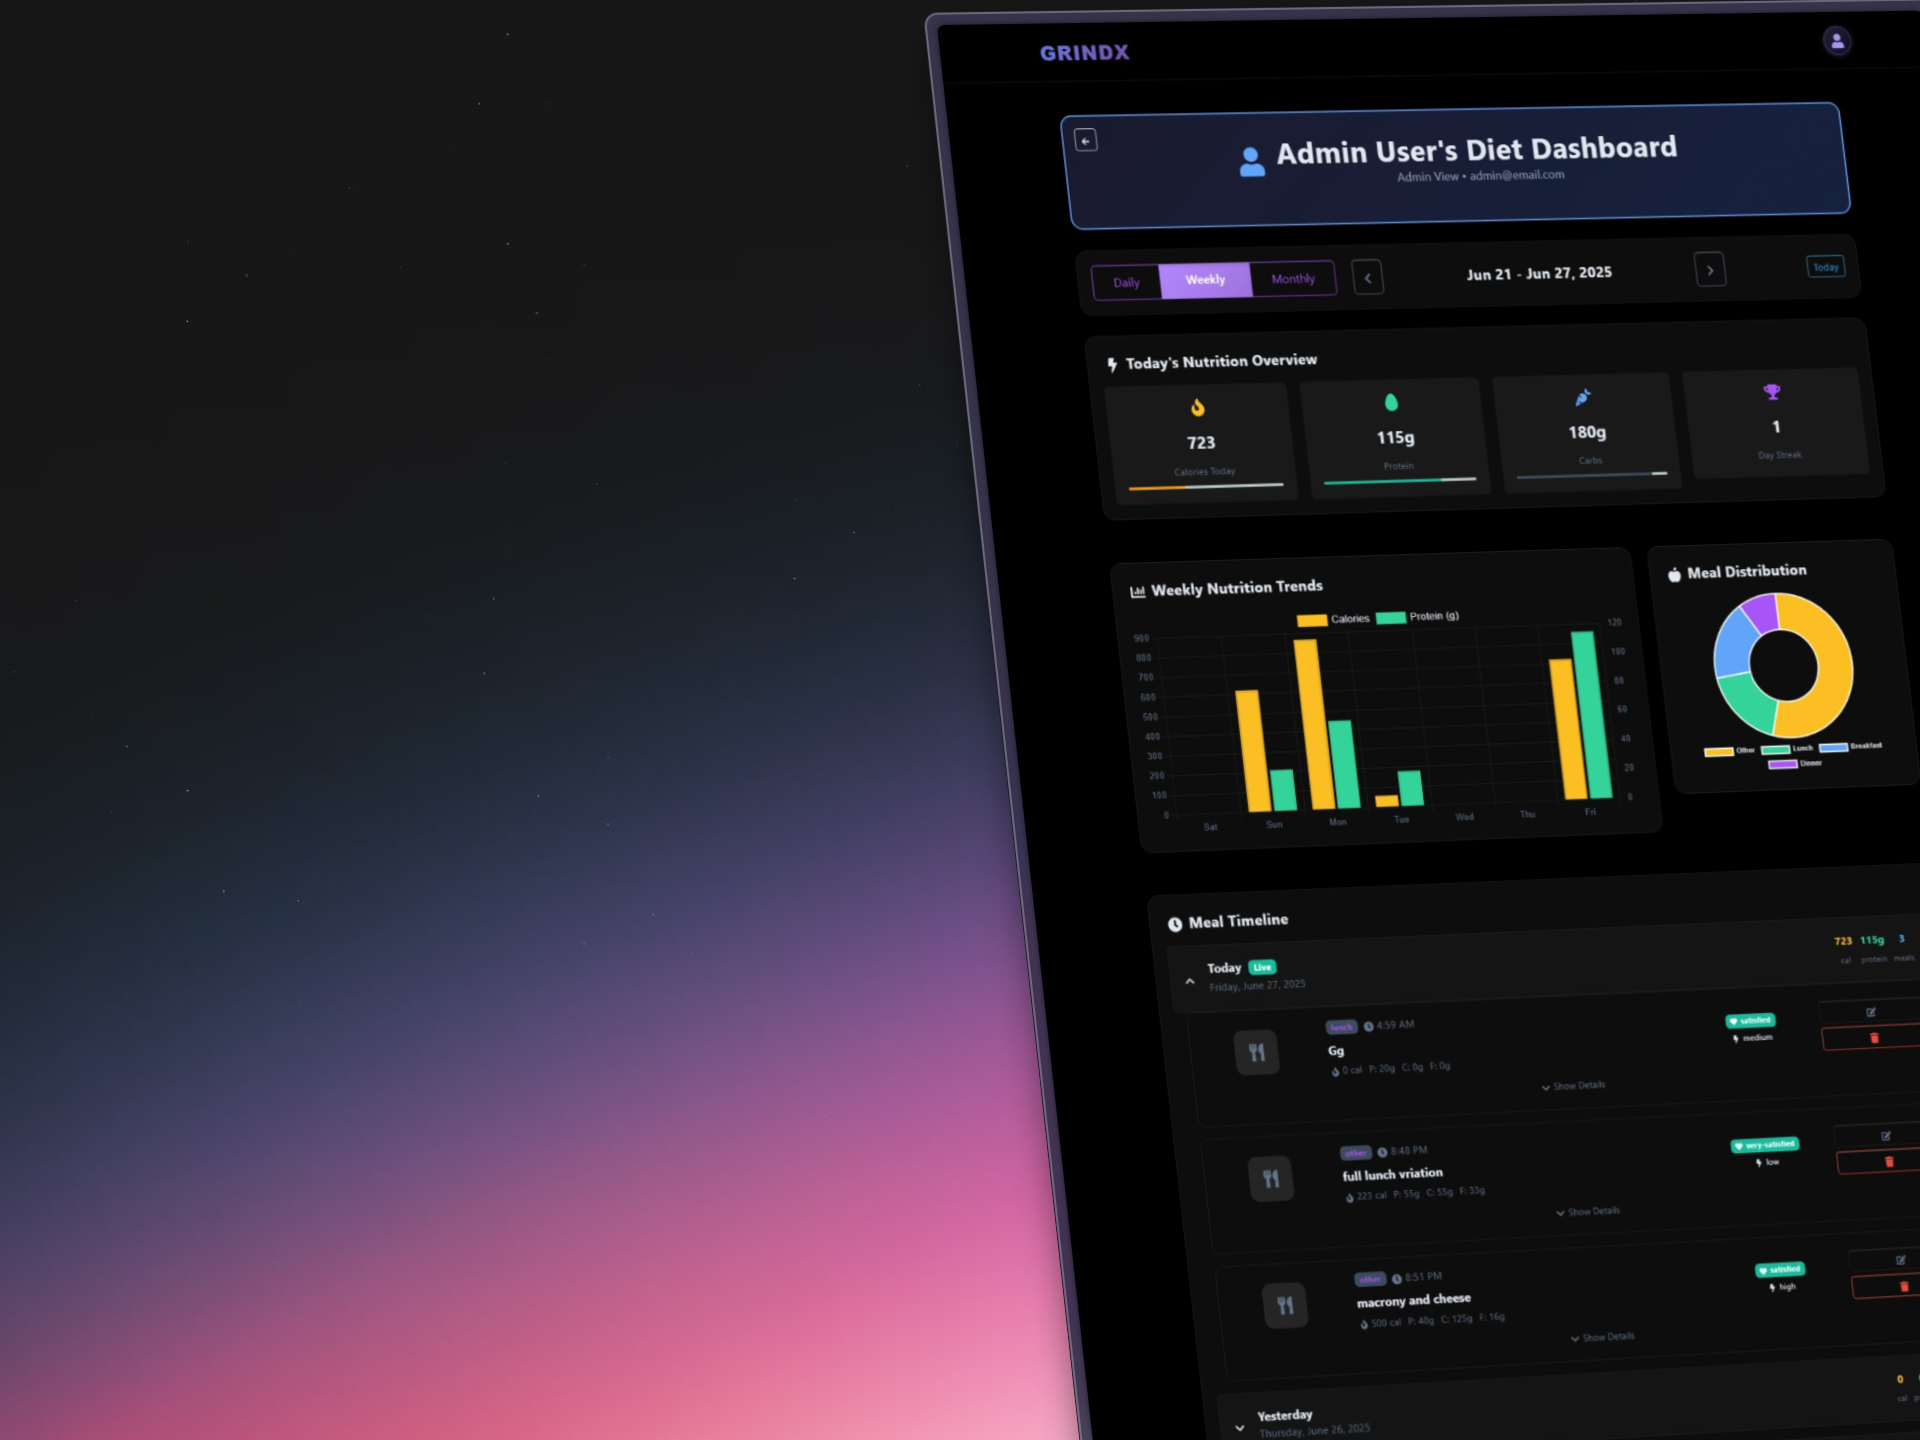 GRINDX
Admin User's Diet Dashboard
Admin View • admin@email.com
Daily Weekly Monthly Jun 21 - Jun 27, 2025 Today
Today's Nutrition Overview
723 115g 180g 1
Calories Today Protein Carbs Day Streak
Weekly Nutrition Trends
Calories Protein (g)
900 800 700 600 500 400 300 200 100 0
120 100 80 60 40 20 0
Sat Sun Mon Tue Wed Thu Fri
Meal Distribution
Other Lunch Breakfast
Dinner
Meal Timeline
Today Live
Friday, June 27, 2025
723 115g 3
cal protein meals
lunch 4:59 AM
Gg
0 cal P: 20g C: 0g F: 0g
satisfied
medium
Show Details
other 8:48 PM
full lunch vriation
223 cal P: 55g C: 55g F: 33g
very-satisfied
low
Show Details
other 8:51 PM
macrony and cheese
500 cal P: 40g C: 125g F: 16g
satisfied
high
Show Details
Yesterday
Thursday, June 26, 2025
0
cal